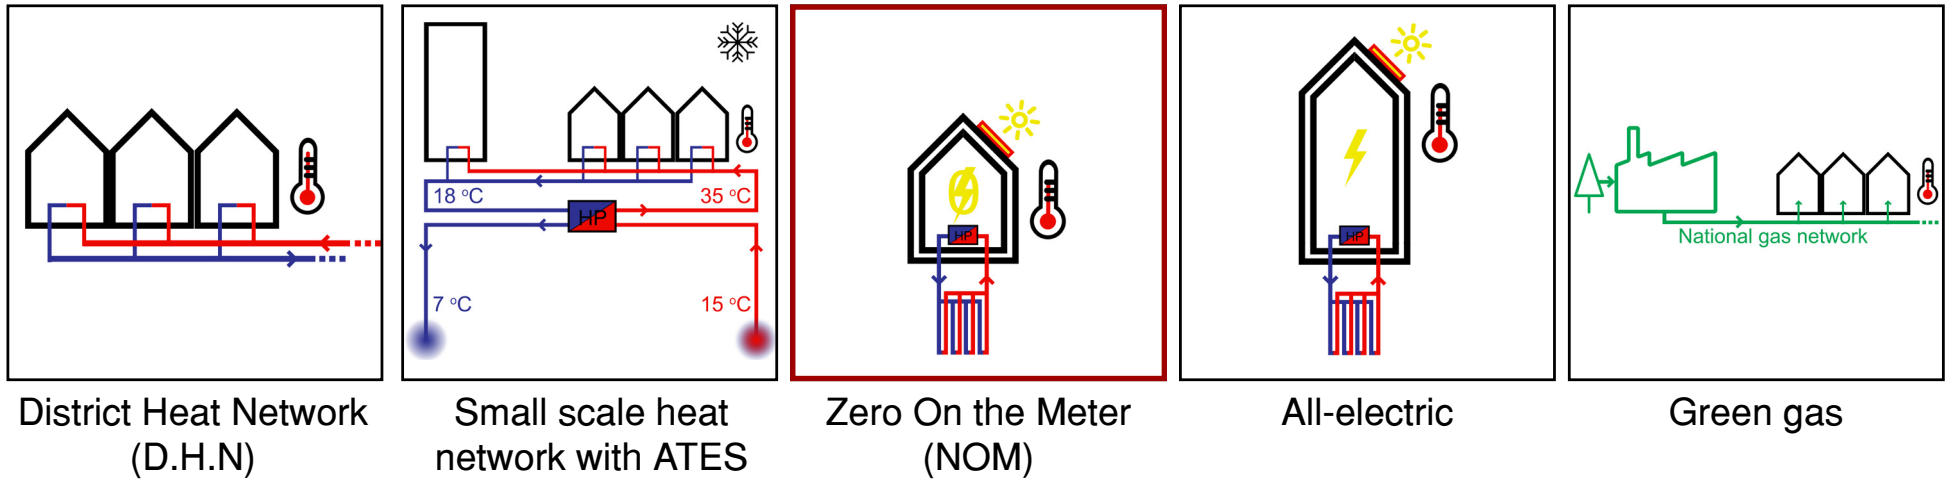 18 °C
35 °C
HP
7 °C
15 °C
HP
HP
National gas network
District Heat Network
(D.H.N)
Small scale heat
network with ATES
Zero On the Meter
(NOM)
All-electric
Green gas